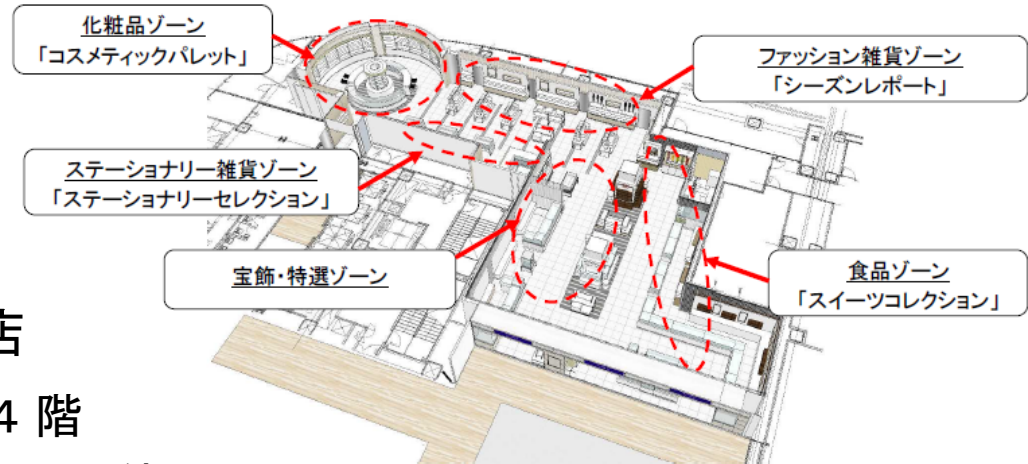 化粧品ゾーン
「コスメティックパレット」
ファッション雑貨ゾーン
「シーズンレポート」
ステーショナリー雑貨ゾーン
「ステーショナリーセレクション」
宝飾・特選ゾーン
食品ゾーン
「スイーツコレクション」
店
4 階